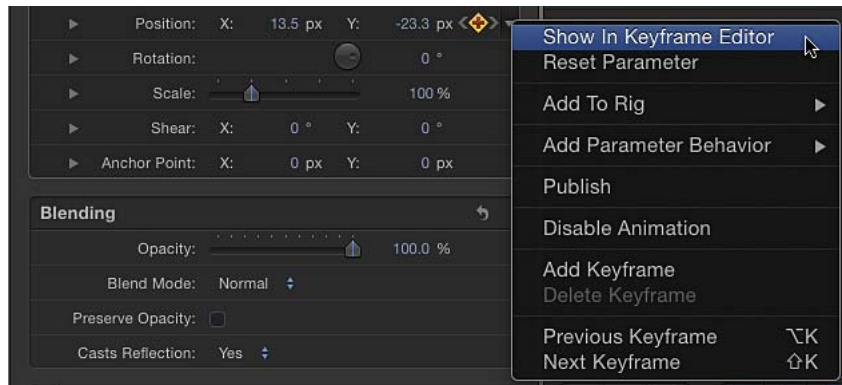 Position: X: 13.5 px Y: -23.3 px
Rotation: 0 °
Scale: 100 %
Shear: X: 0 ° Y: 0 °
Anchor Point: X: 0 px Y: 0 px
Blending
Opacity: 100.0 %
Blend Mode: Normal
Preserve Opacity:
Casts Reflection: Yes
Show In Keyframe Editor
Reset Parameter
Add To Rig
Add Parameter Behavior
Publish
Disable Animation
Add Keyframe
Delete Keyframe
Previous Keyframe ⌥K
Next Keyframe ⇧K